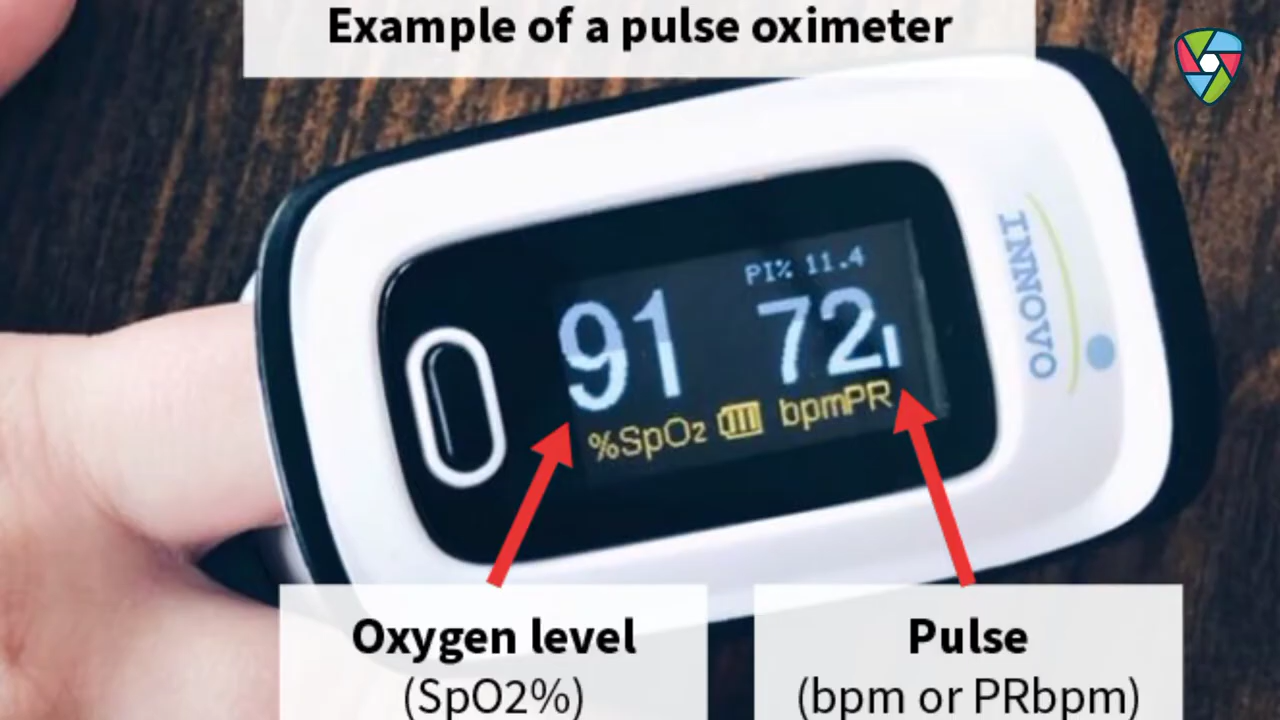 Example of a pulse oximeter
PI% 11.4
91 72
%SpO₂ bpmPR
INNOVO
Oxygen level
(SpO2%)
Pulse
(bpm or PRbpm)